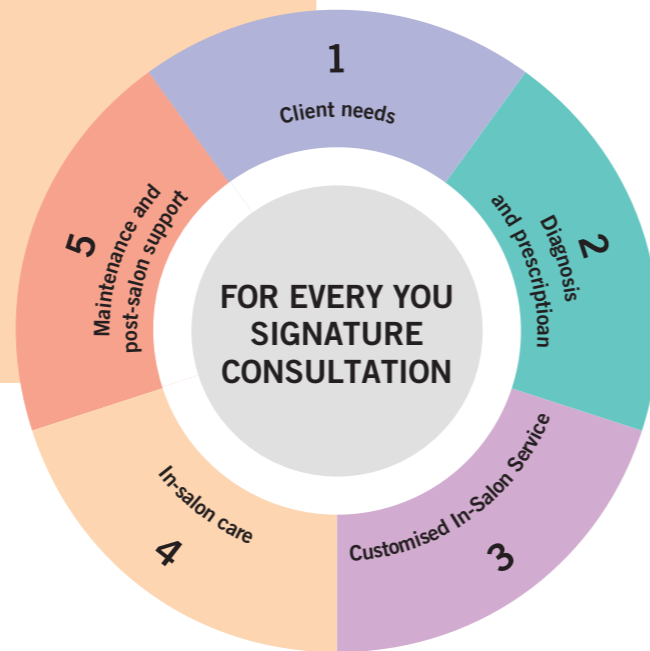 1
Client needs
2
Diagnosis
and prescriptioan
3
Customised In-Salon Service
4
In-salon care
5
Maintenance and
post-salon support
FOR EVERY YOU
SIGNATURE
CONSULTATION